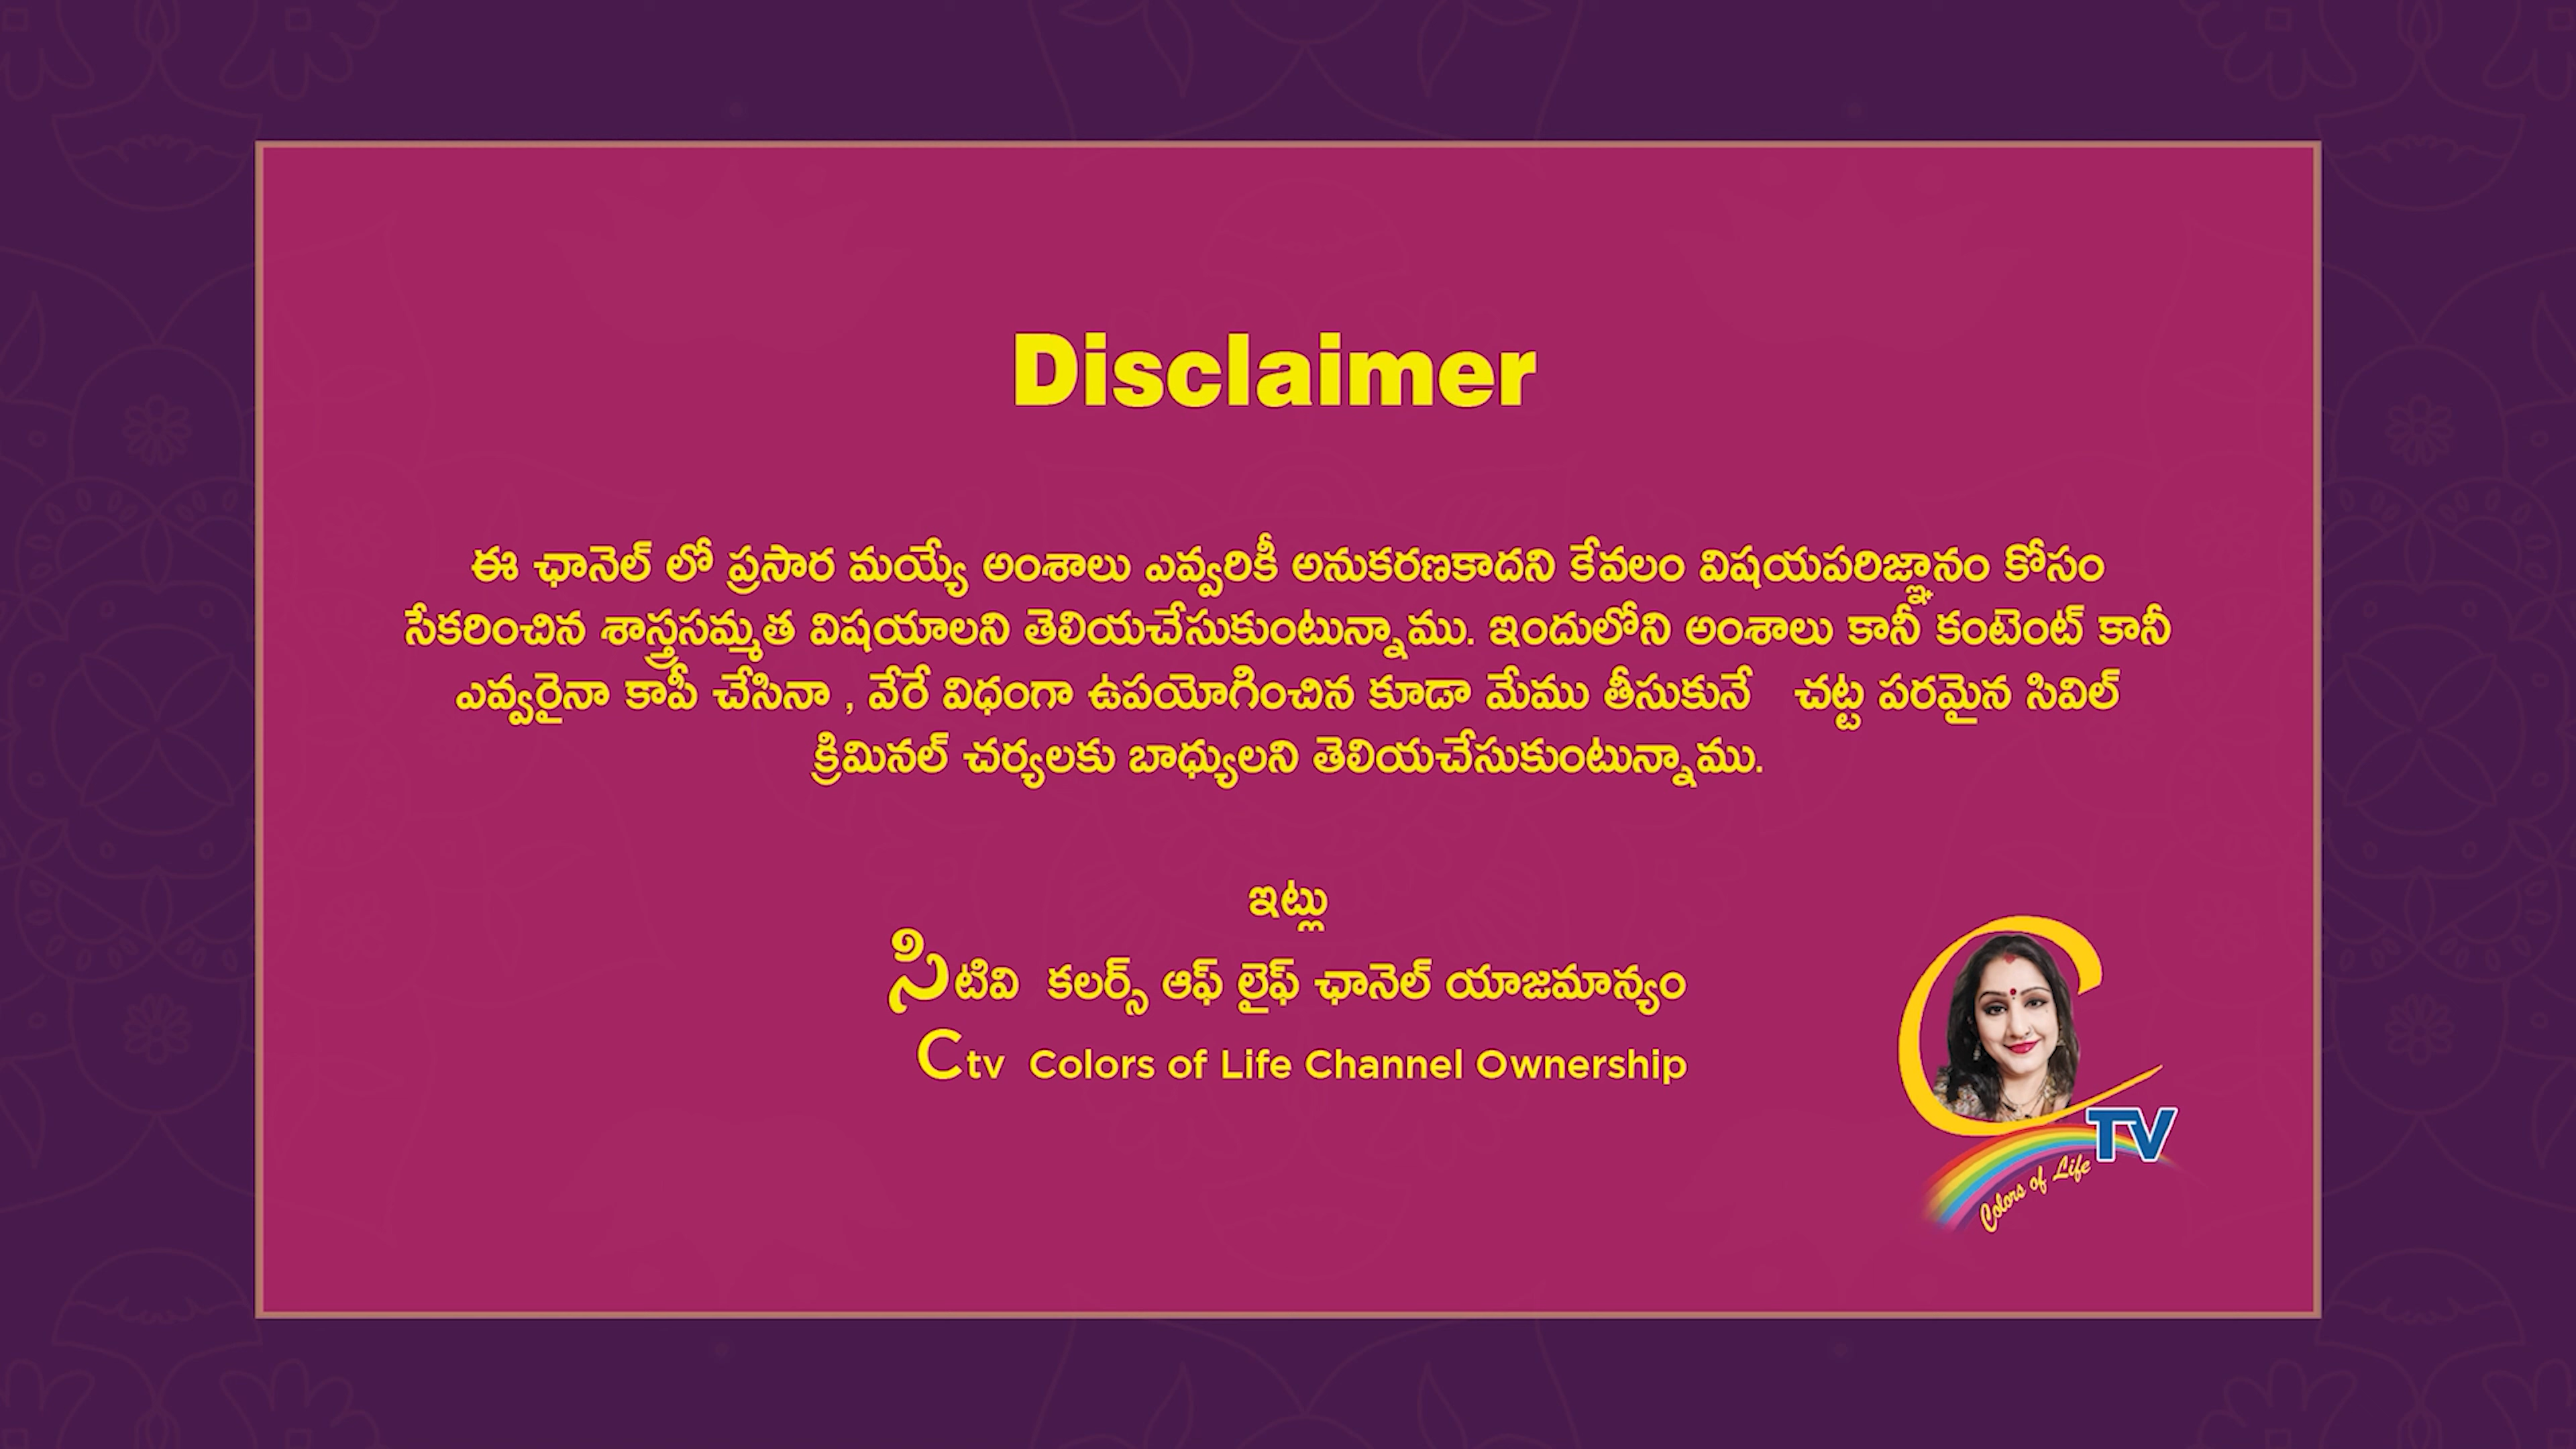 Disclaimer
ఈ ఛానెల్ లో ప్రసార మయ్యే అంశాలు ఎవ్వరికీ అనుకరణకాదని కేవలం విషయపరిజ్ఞానం కోసం
సేకరించిన శాస్త్రసమ్మత విషయాలని తెలియచేసుకుంటున్నాము. ఇందులోని అంశాలు కానీ కంటెంట్ కానీ
ఎవ్వరైనా కాపీ చేసినా , వేరే విధంగా ఉపయోగించిన కూడా మేము తీసుకునే చట్ట పరమైన సివిల్
క్రిమినల్ చర్యలకు బాధ్యులని తెలియచేసుకుంటున్నాము.
ఇట్లు
సిటివి కలర్స్ ఆఫ్ లైఫ్ ఛానెల్ యాజమాన్యం
Ctv Colors of Life Channel Ownership
C TV
Colors of Life